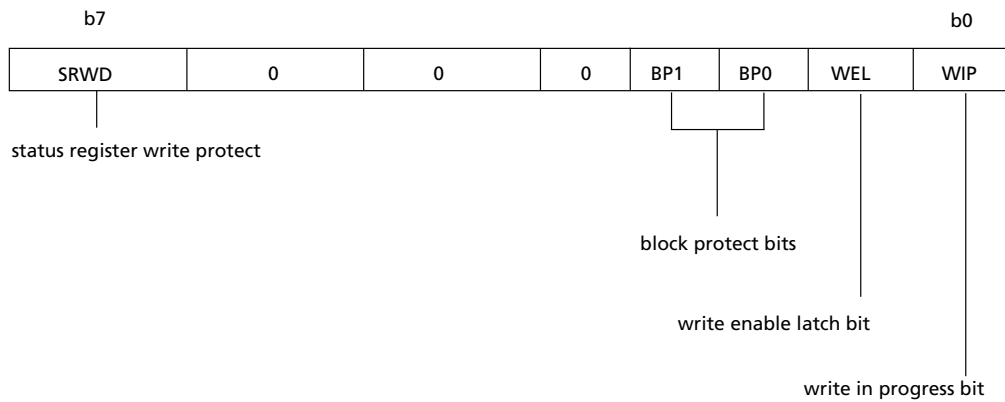 b7 b0
SRWD 0 0 0 BP1 BP0 WEL WIP
status register write protect
block protect bits
write enable latch bit
write in progress bit